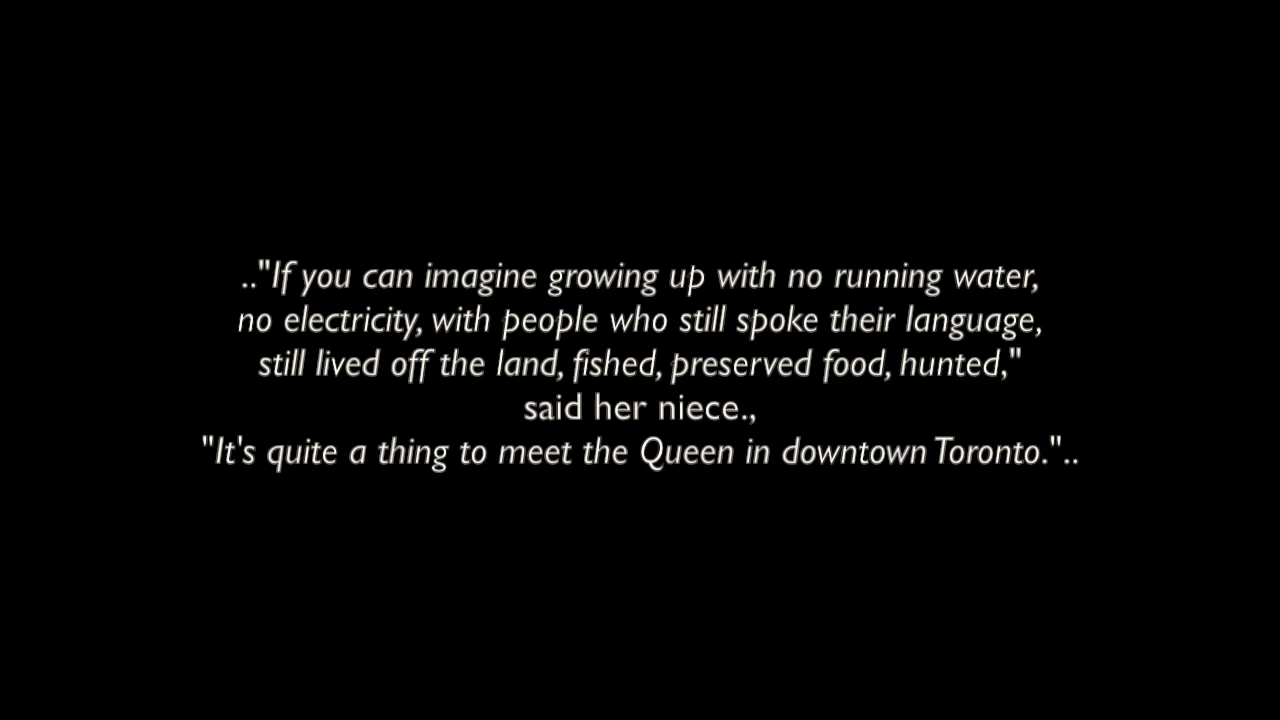 .."If you can imagine growing up with no running water,
no electricity, with people who still spoke their language,
still lived off the land, fished, preserved food, hunted,"
said her niece.,
"It's quite a thing to meet the Queen in downtown Toronto."..